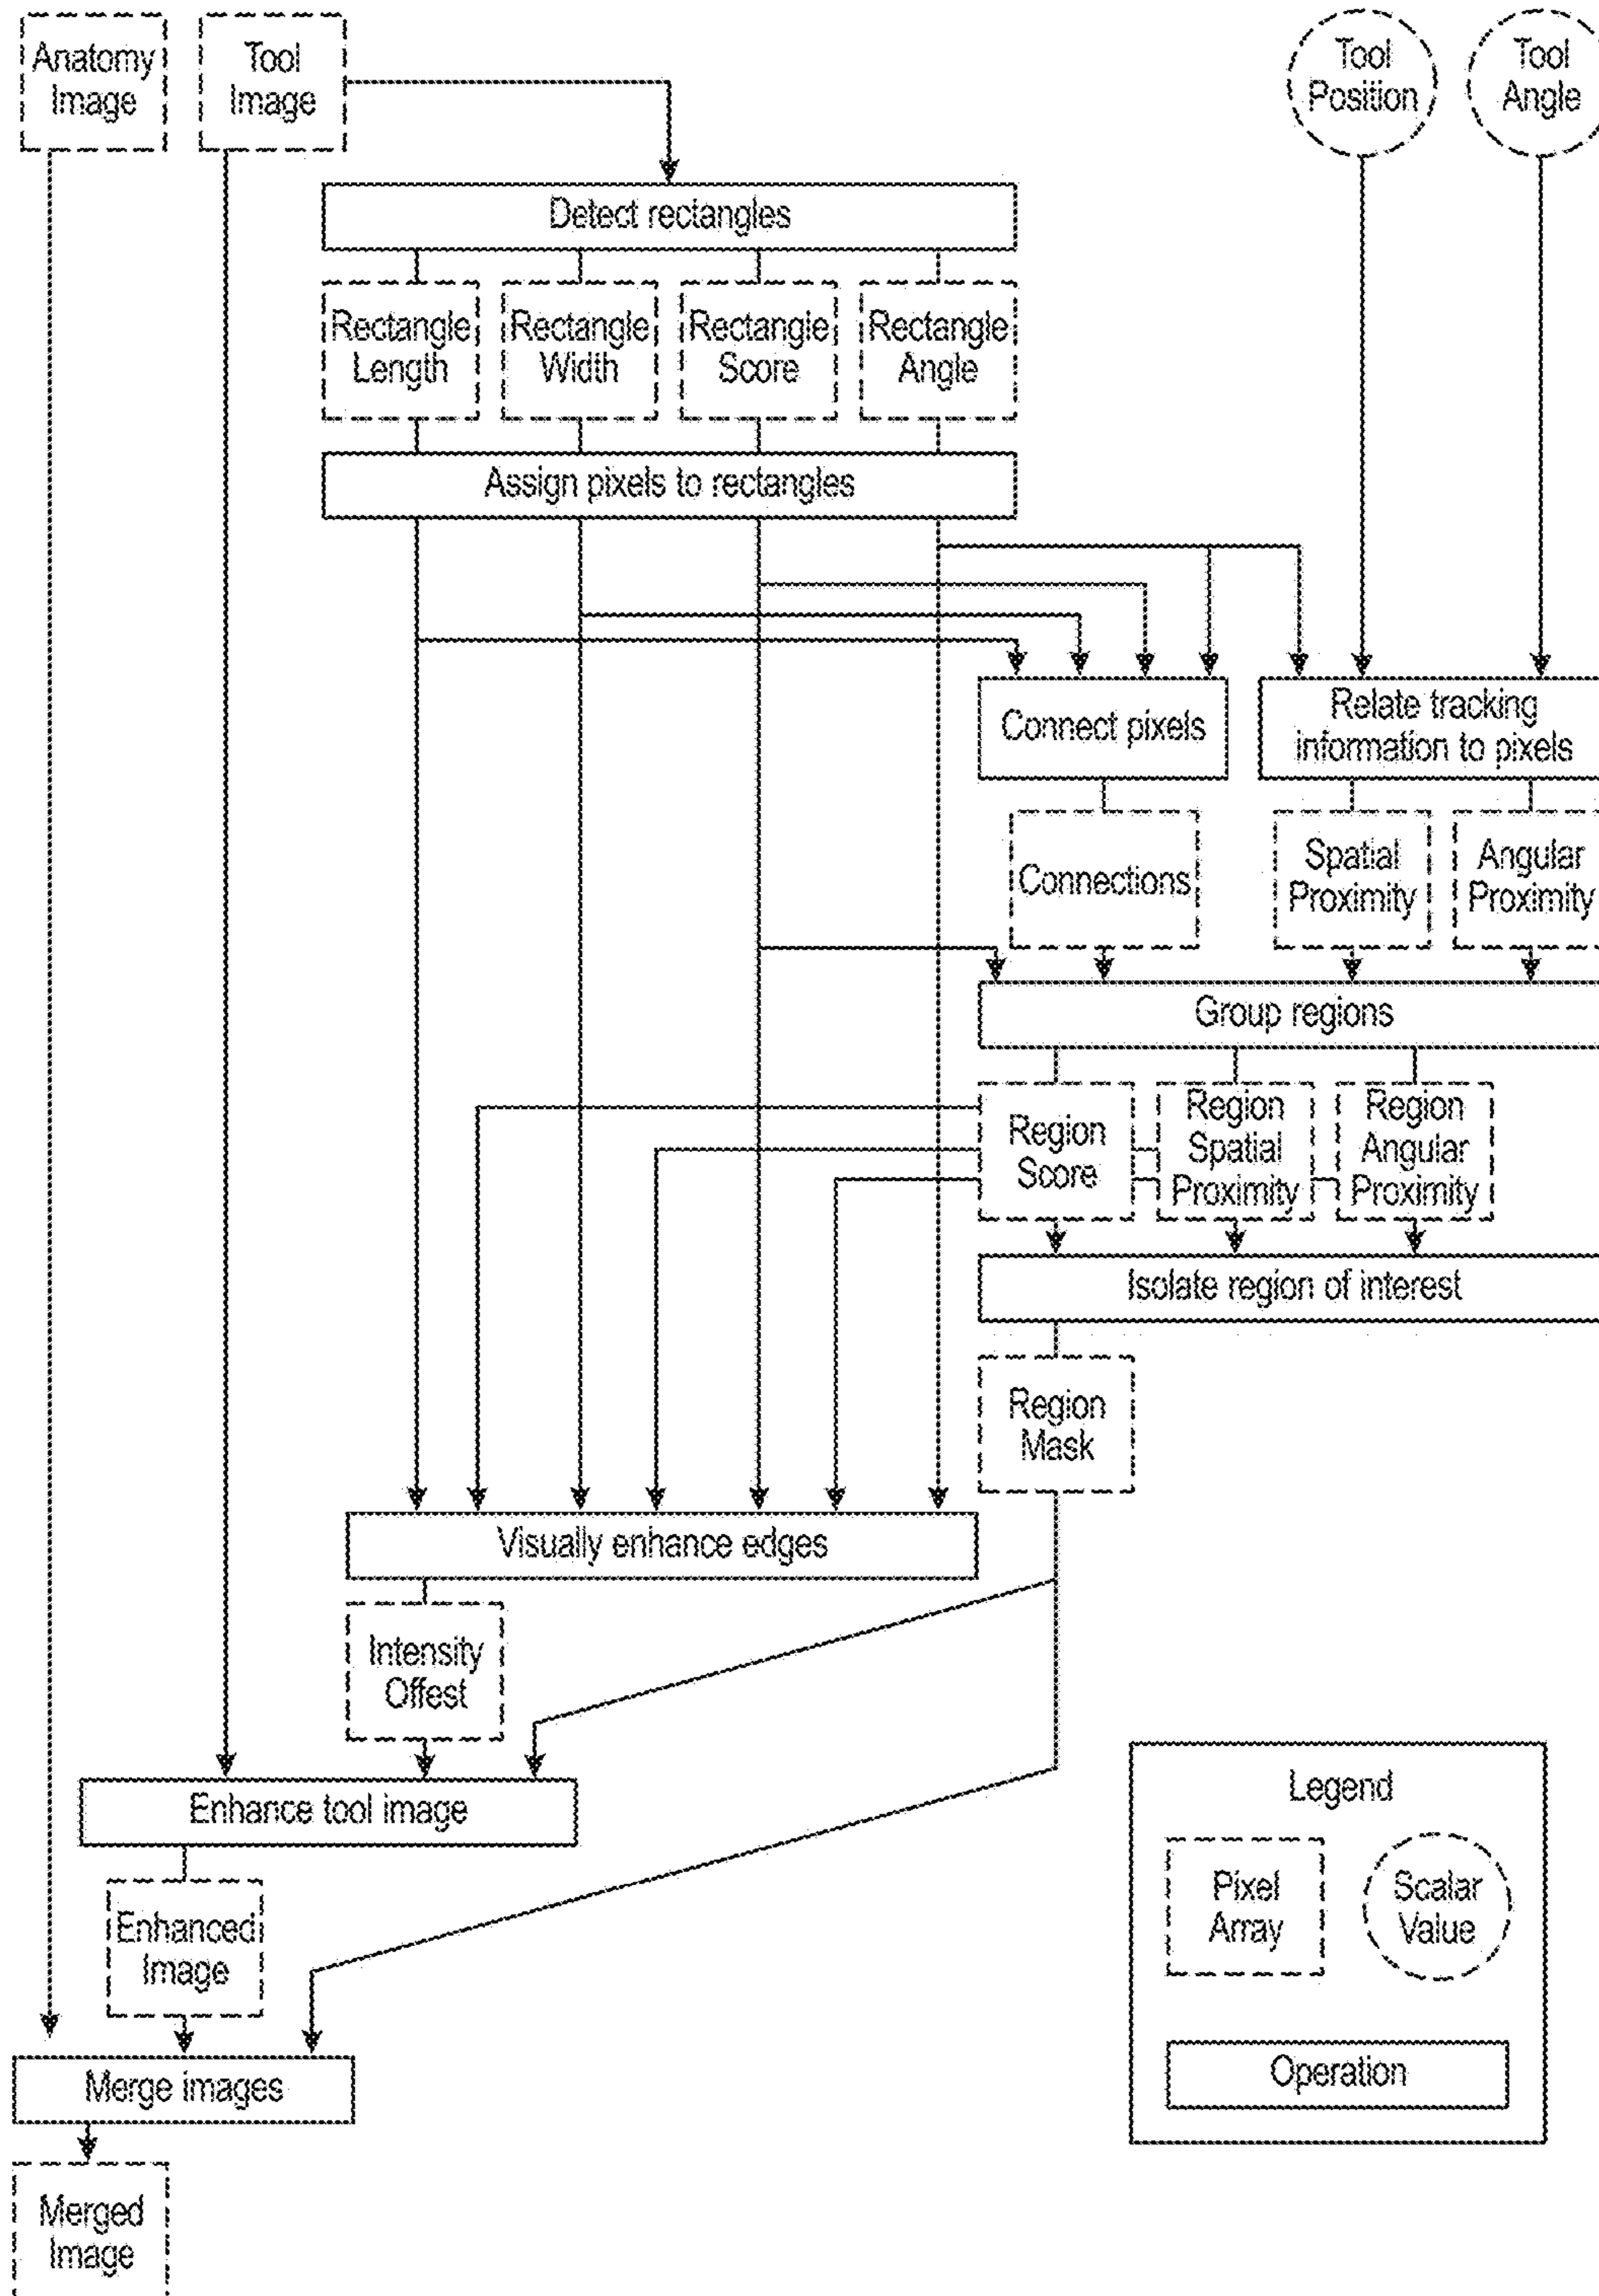 Anatomy
Image
Tool
Image
Tool
Position
Tool
Angle
Detect rectangles
Rectangle
Length
Rectangle
Width
Rectangle
Score
Rectangle
Angle
Assign pixels to rectangles
Connect pixels
Relate tracking
information to pixels
Connections
Spatial
Proximity
Angular
Proximity
Group regions
Region
Score
Region
Spatial
Proximity
Region
Angular
Proximity
Isolate region of interest
Region
Mask
Visually enhance edges
Intensity
Offest
Enhance tool image
Enhanced
Image
Merge images
Merged
Image
Legend
Pixel
Array
Scalar
Value
Operation